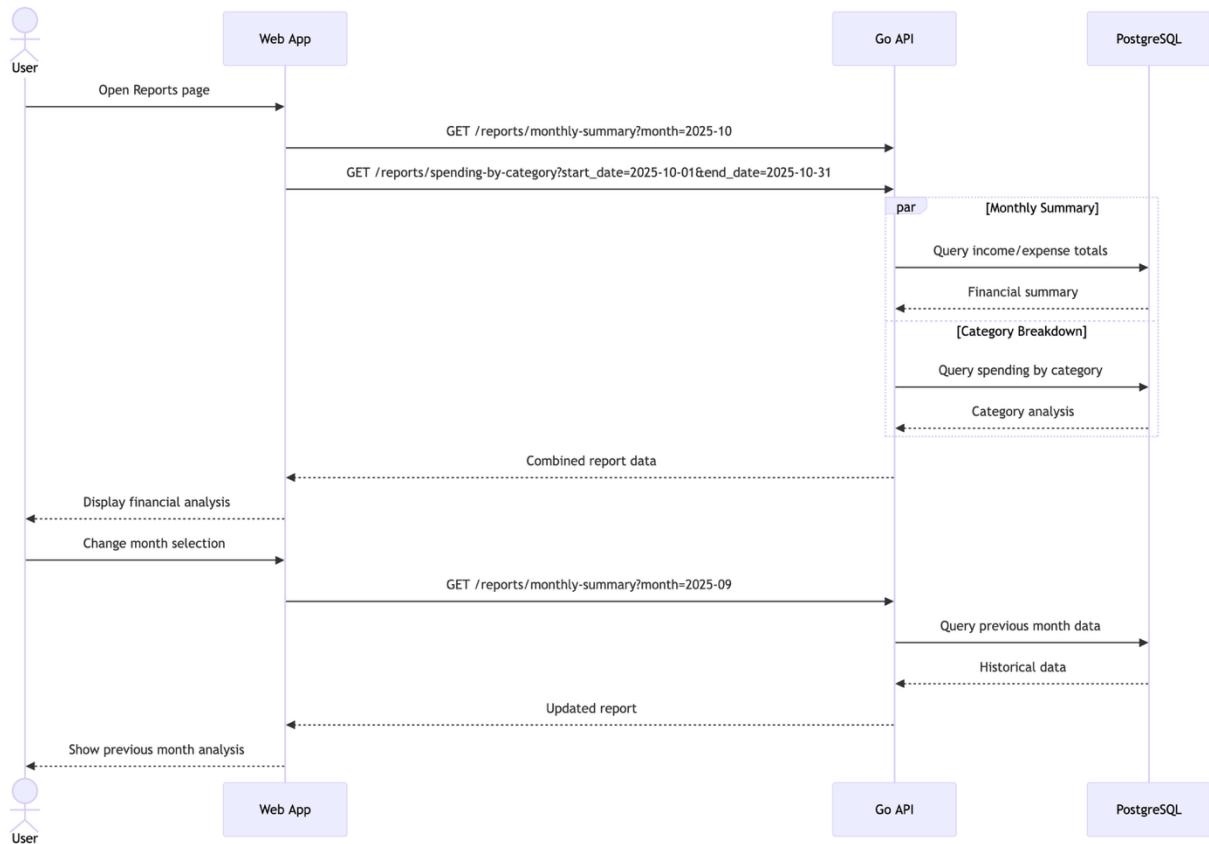 Web App
Go API
PostgreSQL
User
Open Reports page
GET /reports/monthly-summary?month=2025-10
GET /reports/spending-by-category?start_date=2025-10-01&end_date=2025-10-31
par
[Monthly Summary]
Query income/expense totals
Financial summary
[Category Breakdown]
Query spending by category
Category analysis
Combined report data
Display financial analysis
Change month selection
GET /reports/monthly-summary?month=2025-09
Query previous month data
Historical data
Updated report
Show previous month analysis
Web App
Go API
PostgreSQL
User